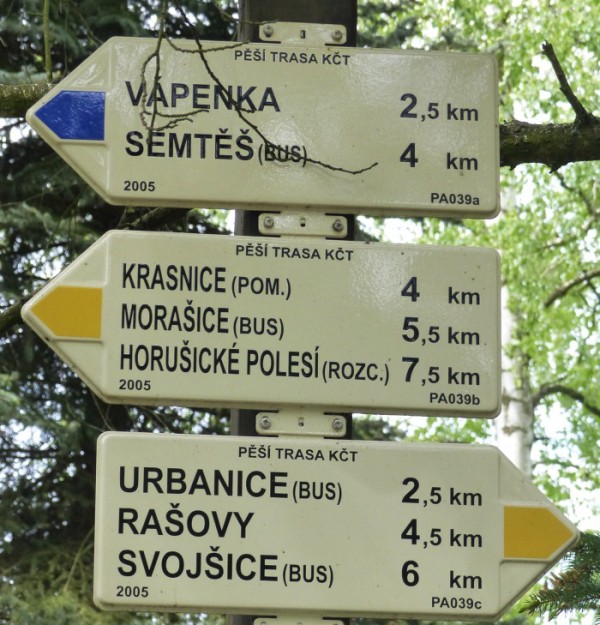 PĚŠÍ TRASA KČT
VÁPENKA 2,5 km
SEMTĚŠ (BUS) 4 km
2005 PA039a
PĚŠÍ TRASA KČT
KRASNICE (POM.) 4 km
MORAŠICE (BUS) 5,5 km
HORUŠICKÉ POLESÍ (ROZC.) 7,5 km
2005 PA039b
PĚŠÍ TRASA KČT
URBANICE (BUS) 2,5 km
RAŠOVY 4,5 km
SVOJŠICE (BUS) 6 km
2005 PA039c